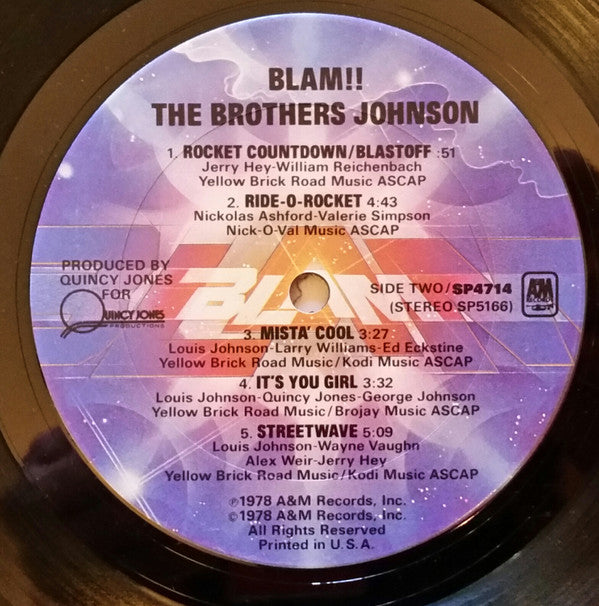 BLAM!!
THE BROTHERS JOHNSON
1. ROCKET COUNTDOWN/BLASTOFF :51
Jerry Hey-William Reichenbach
Yellow Brick Road Music ASCAP
2. RIDE-O-ROCKET 4:43
Nickolas Ashford-Valerie Simpson
Nick-O-Val Music ASCAP
PRODUCED BY
QUINCY JONES
FOR
QUINCY JONES
PRODUCTIONS
BLAM
SIDE TWO/SP4714
(STEREO SP5166)
A&M
RECORDS
3. MISTA' COOL 3:27
Louis Johnson-Larry Williams-Ed Eckstine
Yellow Brick Road Music/Kodi Music ASCAP
4. IT'S YOU GIRL 3:32
Louis Johnson-Quincy Jones-George Johnson
Yellow Brick Road Music/Brojay Music ASCAP
5. STREETWAVE 5:09
Louis Johnson-Wayne Vaughn
Alex Weir-Jerry Hey
Yellow Brick Road Music/Kodi Music ASCAP
℗1978 A&M Records, Inc.
©1978 A&M Records, Inc.
All Rights Reserved
Printed in U.S.A.